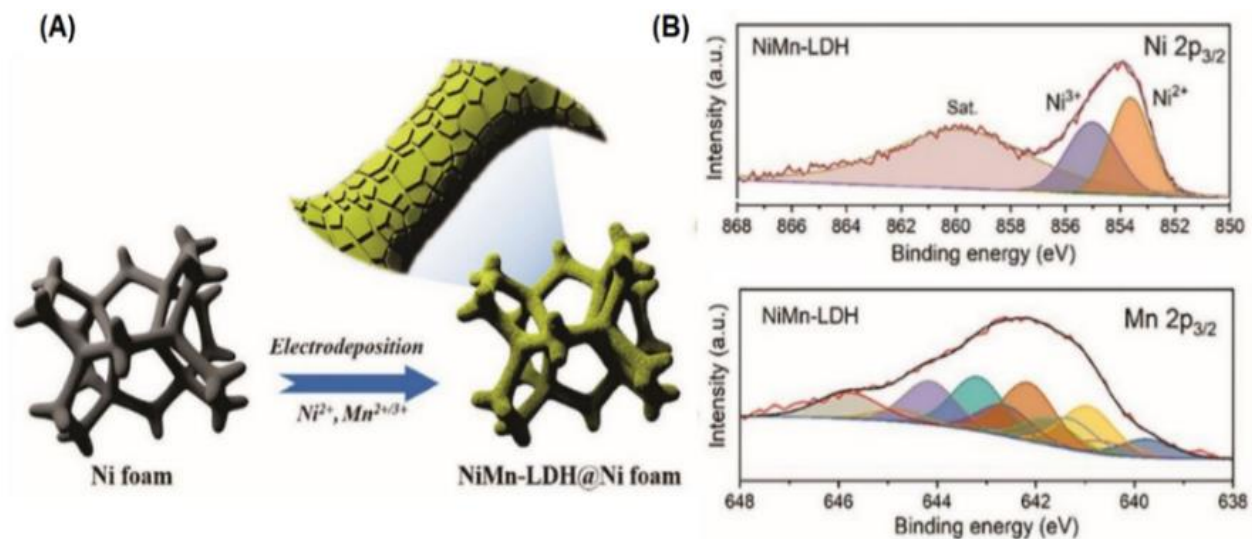 (A)
Electrodeposition
Ni²⁺, Mn²⁺/³⁺
Ni foam
NiMn-LDH@Ni foam
(B)
NiMn-LDH
Ni 2p₃/₂
Sat.
Ni³⁺
Ni²⁺
Intensity (a.u.)
868 866 864 862 860 858 856 854 852 850
Binding energy (eV)
NiMn-LDH
Mn 2p₃/₂
Intensity (a.u.)
648 646 644 642 640 638
Binding energy (eV)